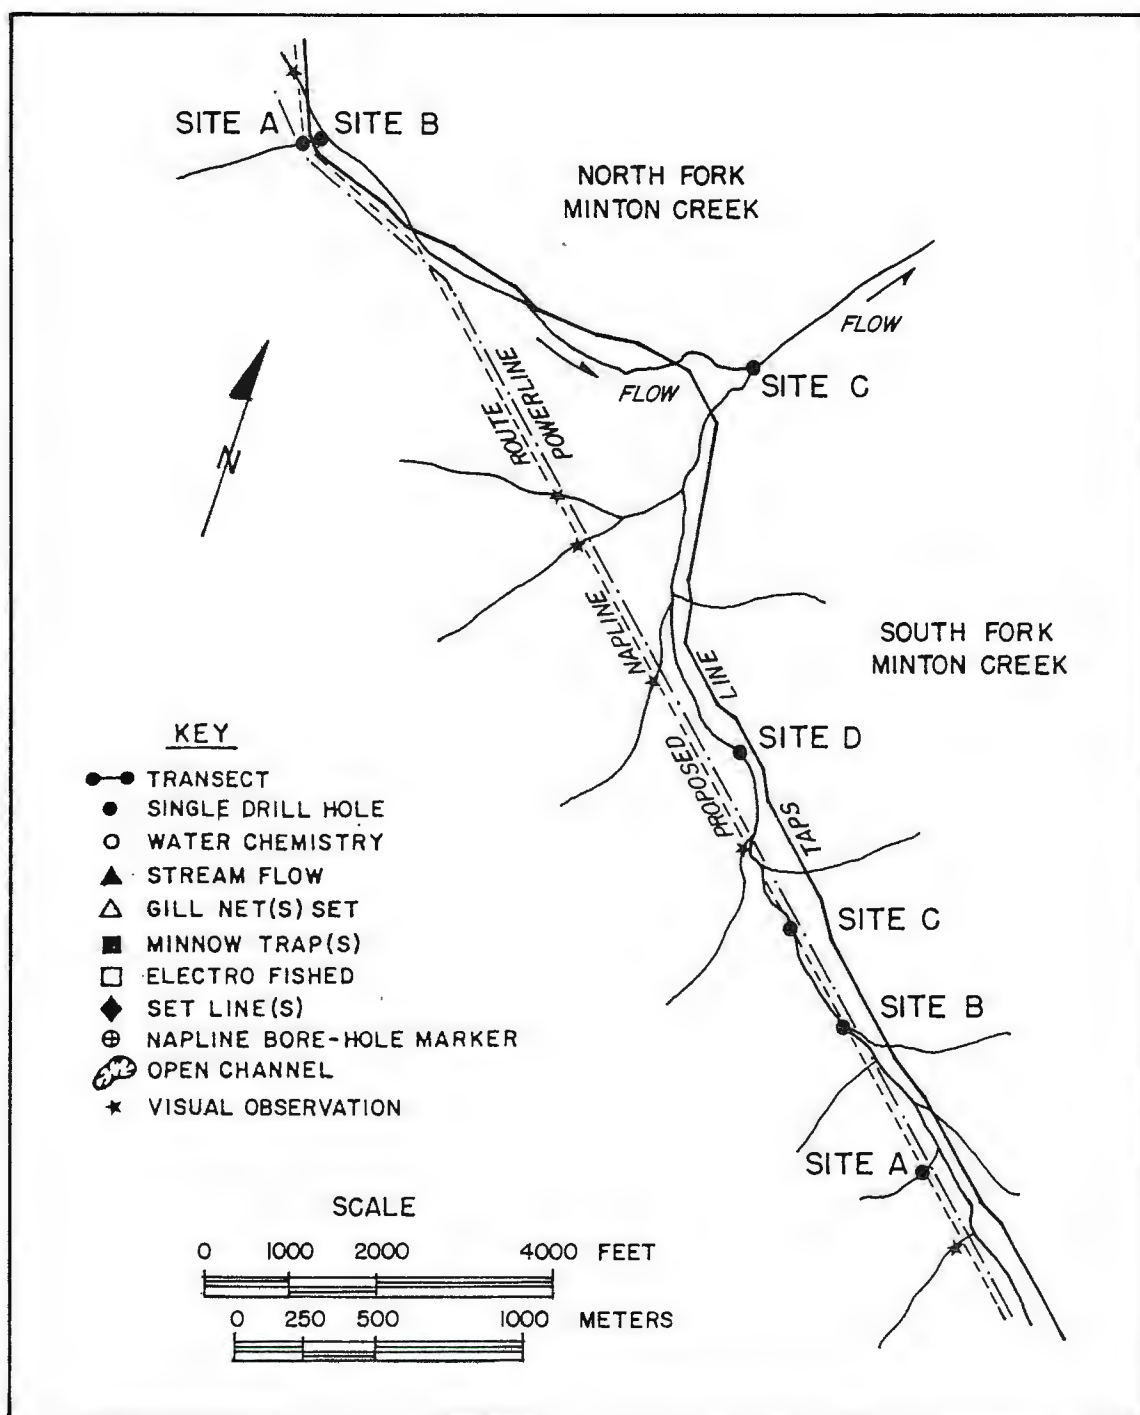 SITE A
SITE B
NORTH FORK
MINTON CREEK
FLOW
FLOW
SITE C
N
POWERLINE
ROUTE
NAPLINE
PROPOSED
SOUTH FORK
MINTON CREEK
LINE
TAPS
SITE D
SITE C
SITE B
SITE A
KEY
TRANSECT
SINGLE DRILL HOLE
WATER CHEMISTRY
STREAM FLOW
GILL NET(S) SET
MINNOW TRAP(S)
ELECTRO FISHED
SET LINE(S)
NAPLINE BORE-HOLE MARKER
OPEN CHANNEL
VISUAL OBSERVATION
SCALE
0 1000 2000 4000 FEET
0 250 500 1000 METERS